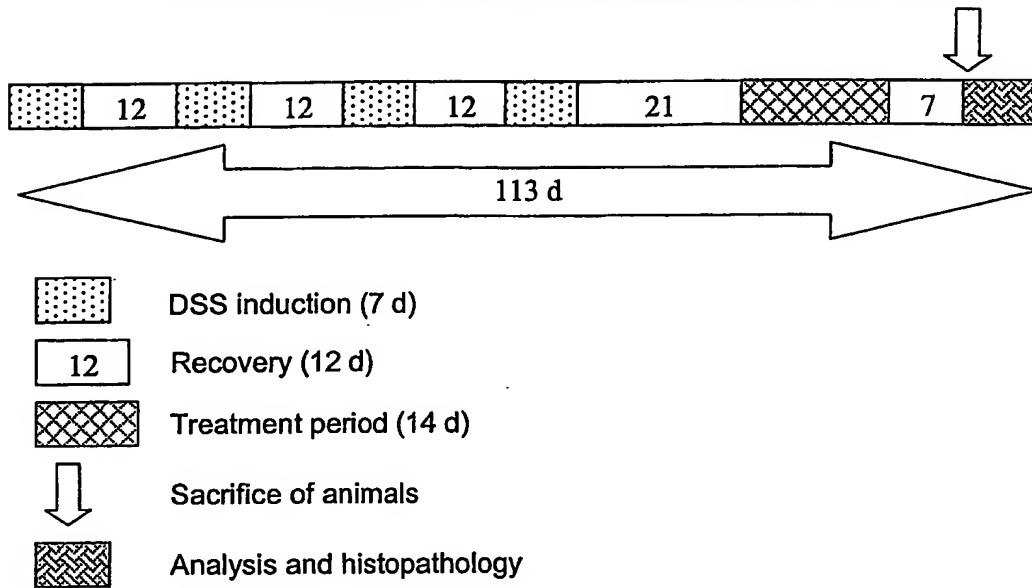 12 12 12 21 7
113 d
DSS induction (7 d)
12 Recovery (12 d)
Treatment period (14 d)
Sacrifice of animals
Analysis and histopathology